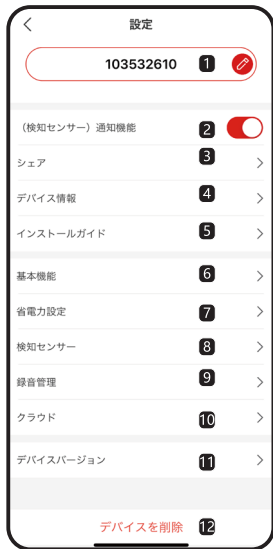 設定
103532610 1
（検知センサー）通知機能 2
シェア 3
デバイス情報 4
インストールガイド 5
基本機能 6
省電力設定 7
検知センサー 8
録音管理 9
クラウド 10
デバイスバージョン 11
デバイスを削除 12